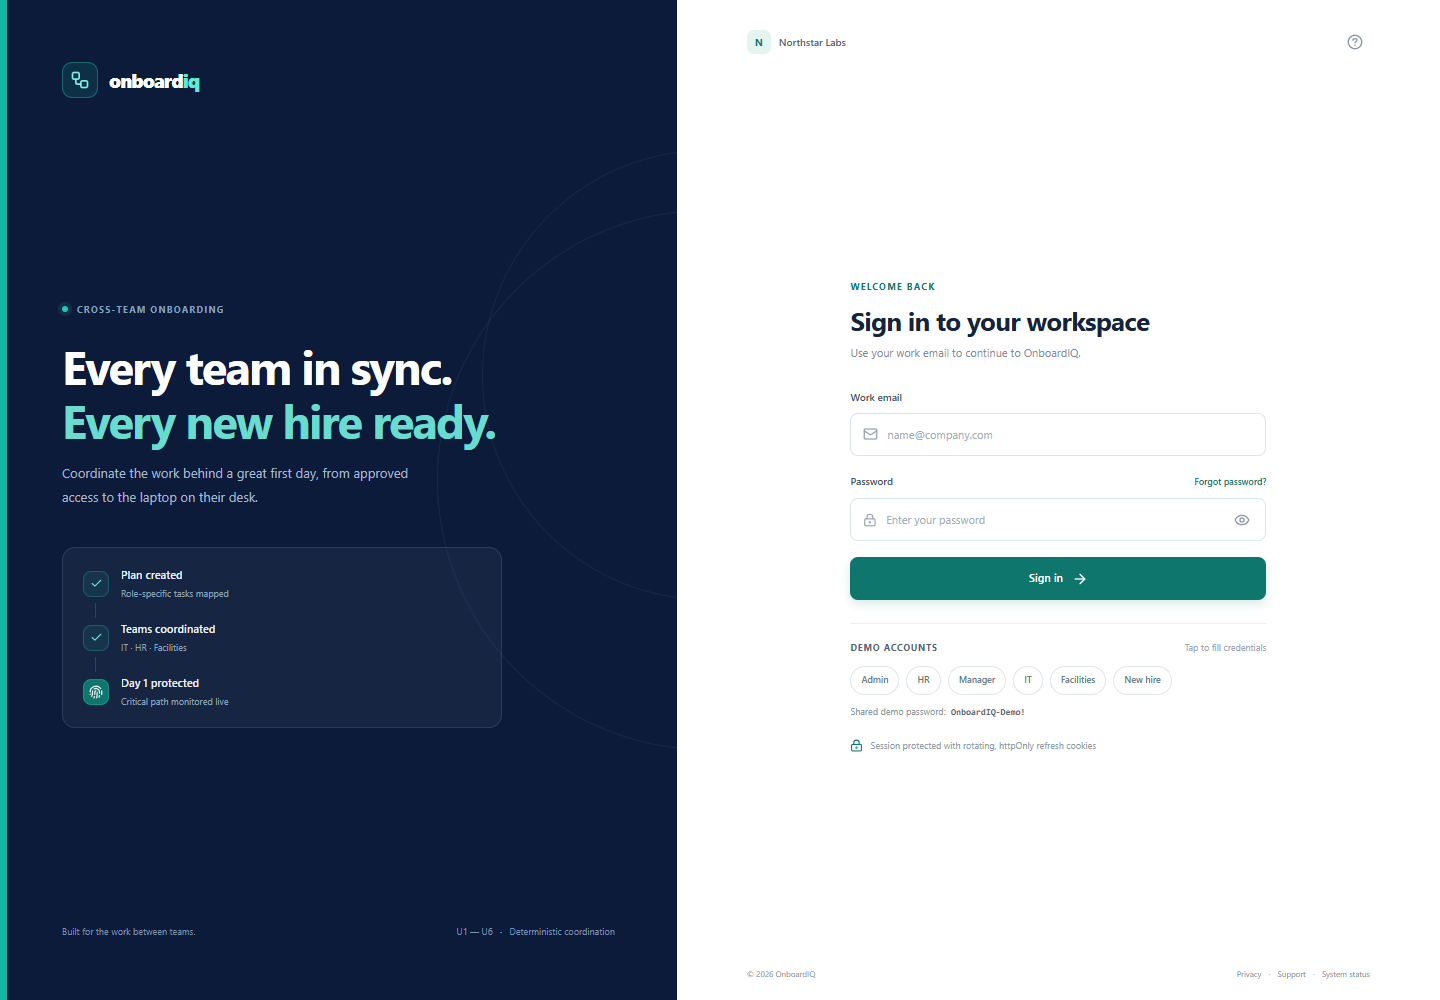 onboardiq
CROSS-TEAM ONBOARDING
Every team in sync.
Every new hire ready.
Coordinate the work behind a great first day, from approved
access to the laptop on their desk.
Plan created
Role-specific tasks mapped
Teams coordinated
IT · HR · Facilities
Day 1 protected
Critical path monitored live
Built for the work between teams.
U1 — U6 · Deterministic coordination
N Northstar Labs
WELCOME BACK
Sign in to your workspace
Use your work email to continue to OnboardIQ.
Work email
name@company.com
Password Forgot password?
Enter your password
Sign in
DEMO ACCOUNTS Tap to fill credentials
Admin HR Manager IT Facilities New hire
Shared demo password: OnboardIQ-Demo!
Session protected with rotating, httpOnly refresh cookies
© 2026 OnboardIQ Privacy · Support · System status